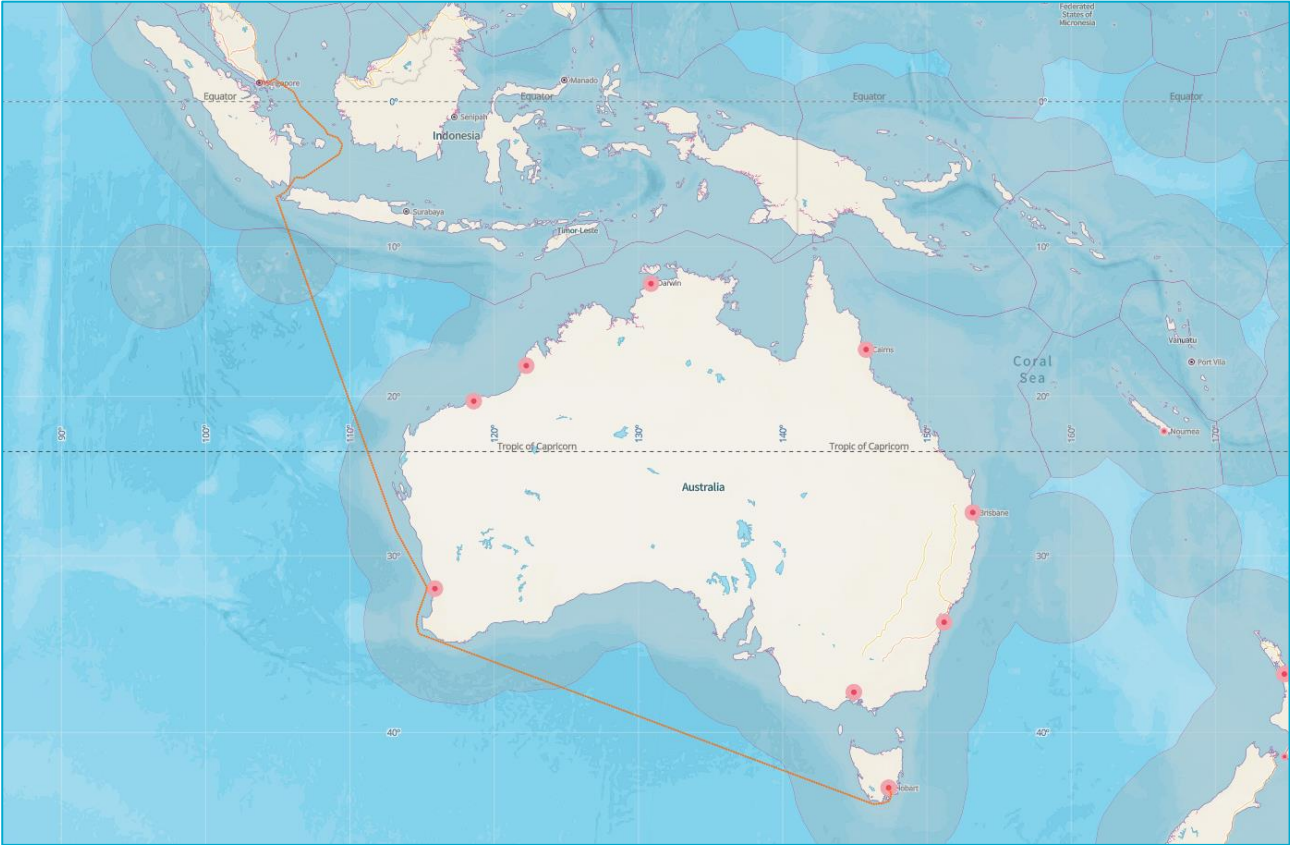 Federated
States of
Micronesia
Singapore
Manado
Equator
Equator
0°
Equator
0°
Equator
Senipah
Indonesia
Surabaya
Timor-Leste
10°
10°
Darwin
Vanuatu
Cairns
Port Vila
Coral
Sea
20°
20°
90°
100°
110°
120°
130°
140°
150°
160°
170°
Noumea
Tropic of Capricorn
Tropic of Capricorn
Australia
Brisbane
30°
30°
40°
40°
Hobart